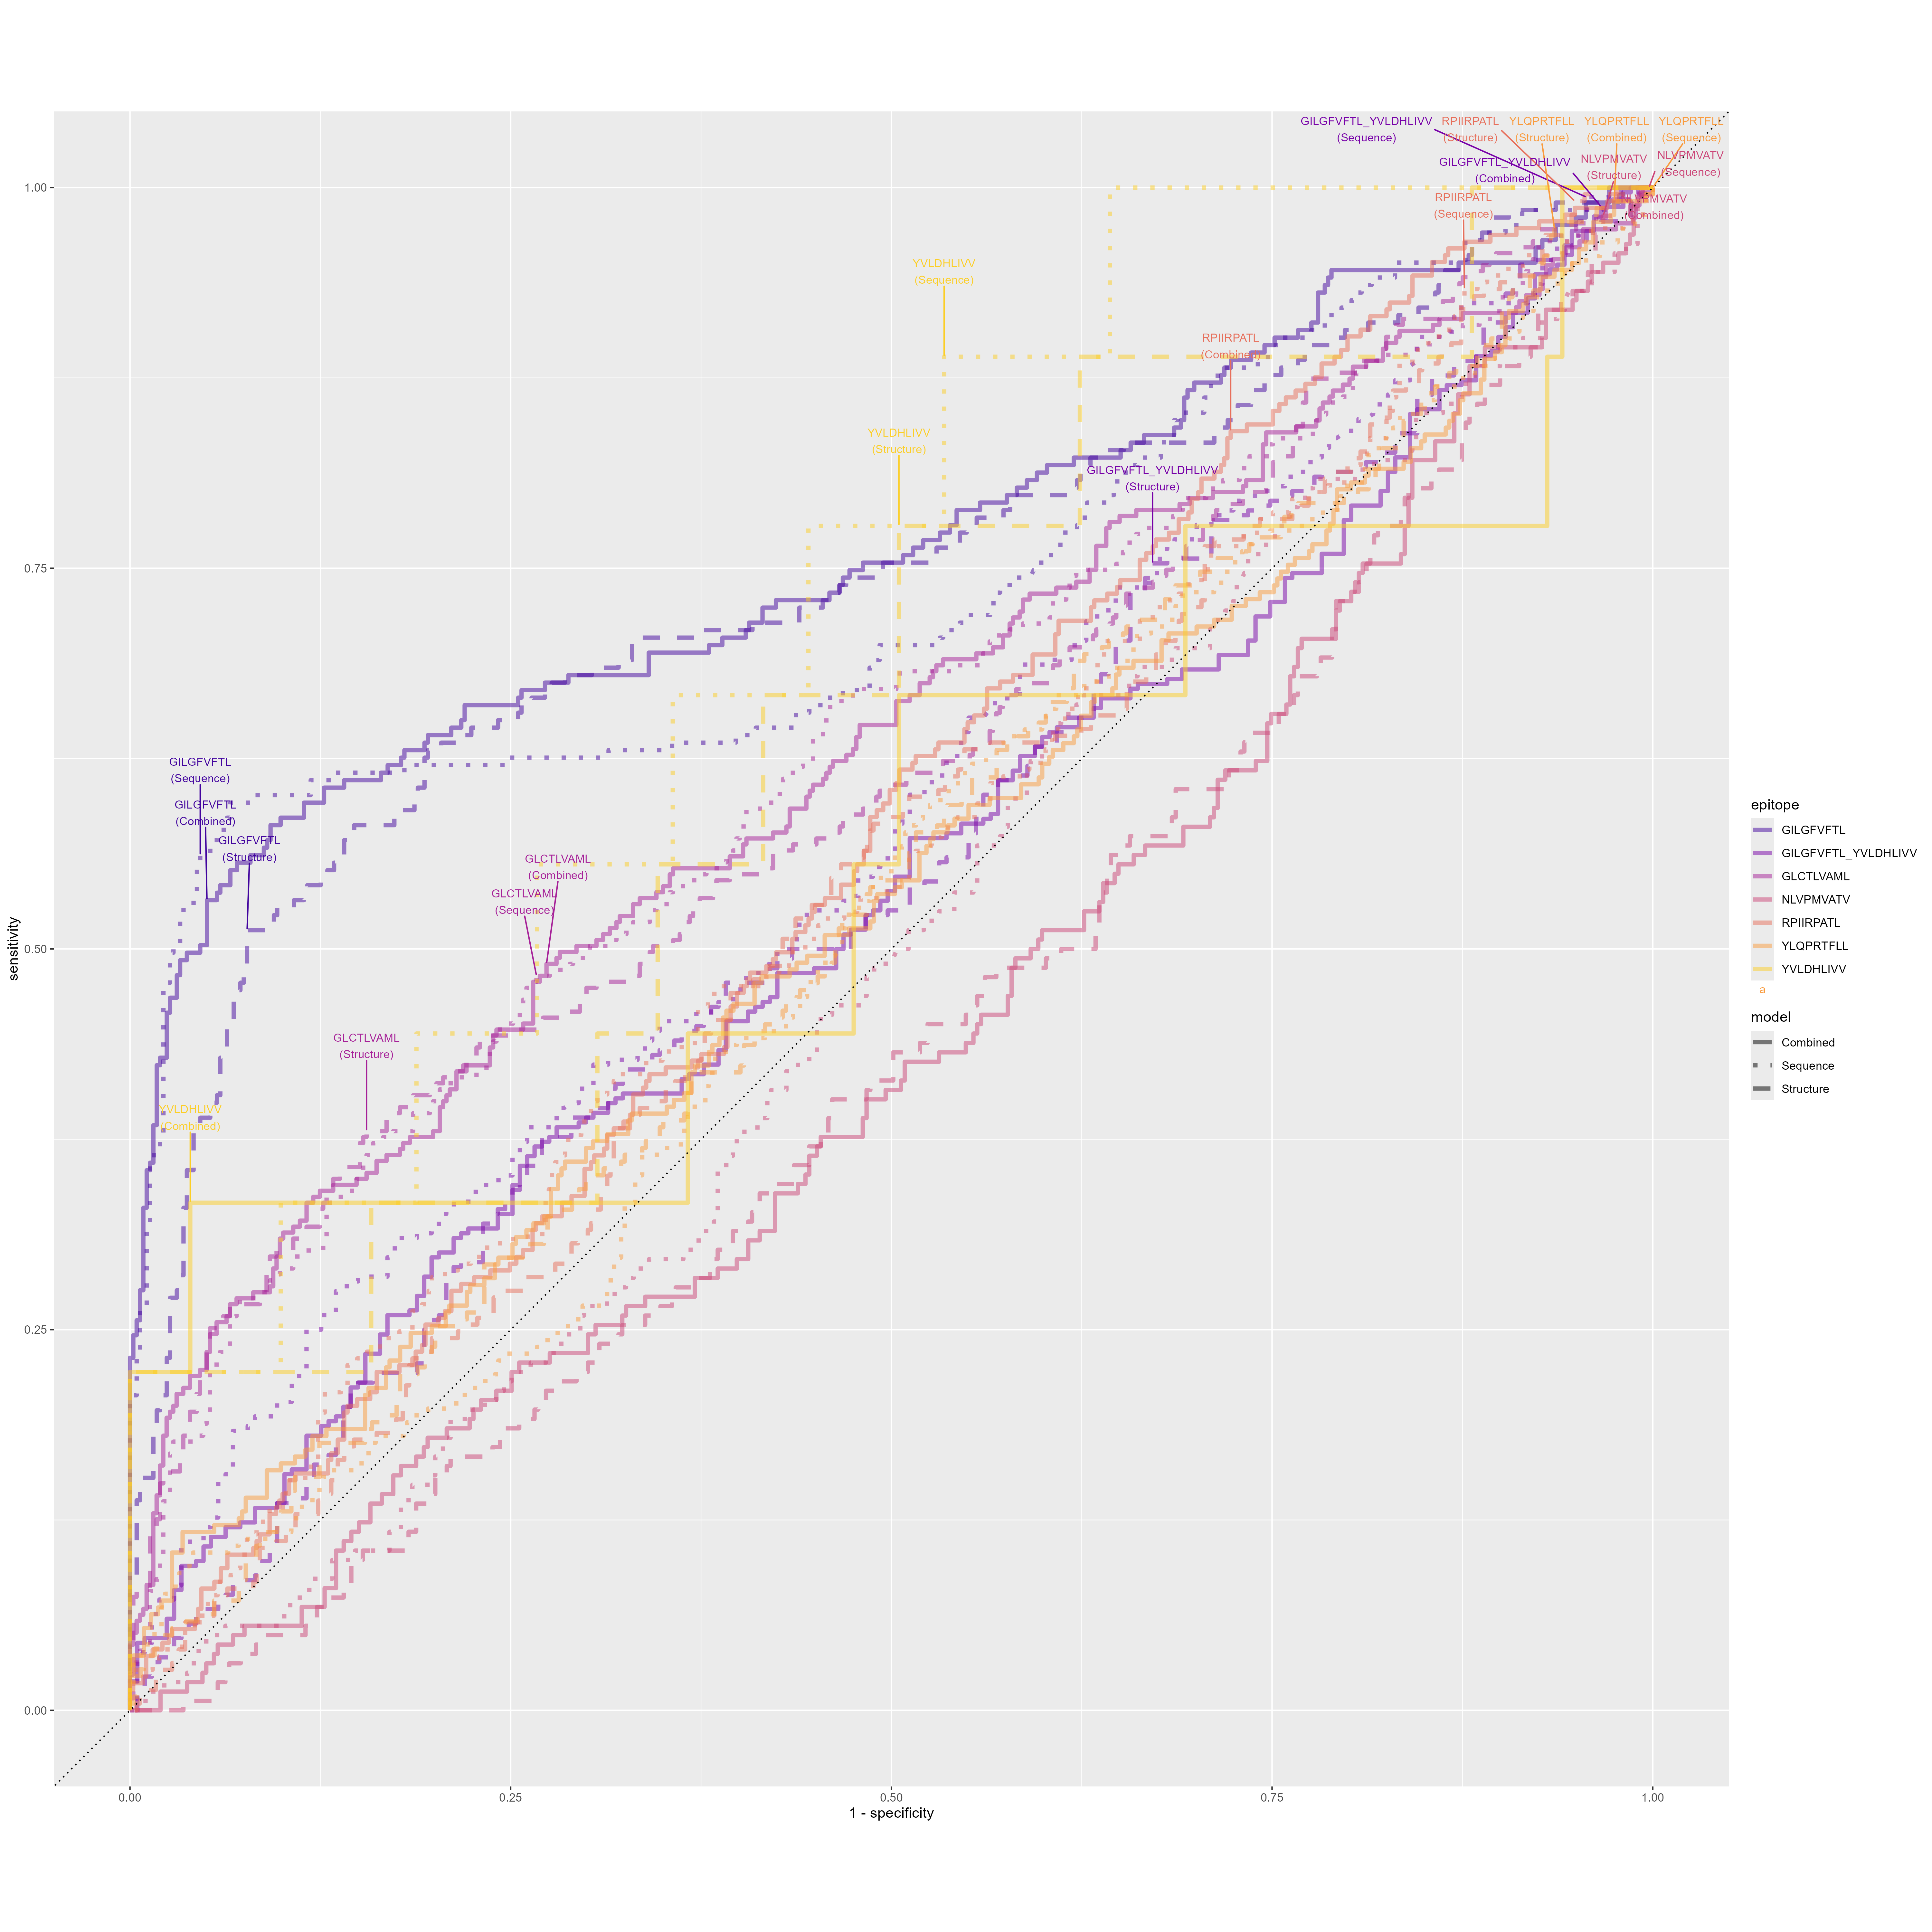 GILGFVFTL_YVLDHLIVV
(Sequence)
RPIIRPATL
(Structure)
YLQPRTFLL
(Structure)
YLQPRTFLL
(Combined)
YLQPRTFLL
(Sequence)
GILGFVFTL_YVLDHLIVV
(Combined)
NLVPMVATV
(Structure)
NLVPMVATV
(Sequence)
RPIIRPATL
(Sequence)
NLVPMVATV
(Combined)
YVLDHLIVV
(Sequence)
RPIIRPATL
(Combined)
YVLDHLIVV
(Structure)
GILGFVFTL_YVLDHLIVV
(Structure)
GILGFVFTL
(Sequence)
GILGFVFTL
(Combined)
GILGFVFTL
(Structure)
GLCTLVAML
(Combined)
GLCTLVAML
(Sequence)
GLCTLVAML
(Structure)
YVLDHLIVV
(Combined)
1.00
0.75
0.50
0.25
0.00
sensitivity
0.00
0.25
0.50
0.75
1.00
1 - specificity
epitope
GILGFVFTL
GILGFVFTL_YVLDHLIVV
GLCTLVAML
NLVPMVATV
RPIIRPATL
YLQPRTFLL
YVLDHLIVV
a
model
Combined
Sequence
Structure